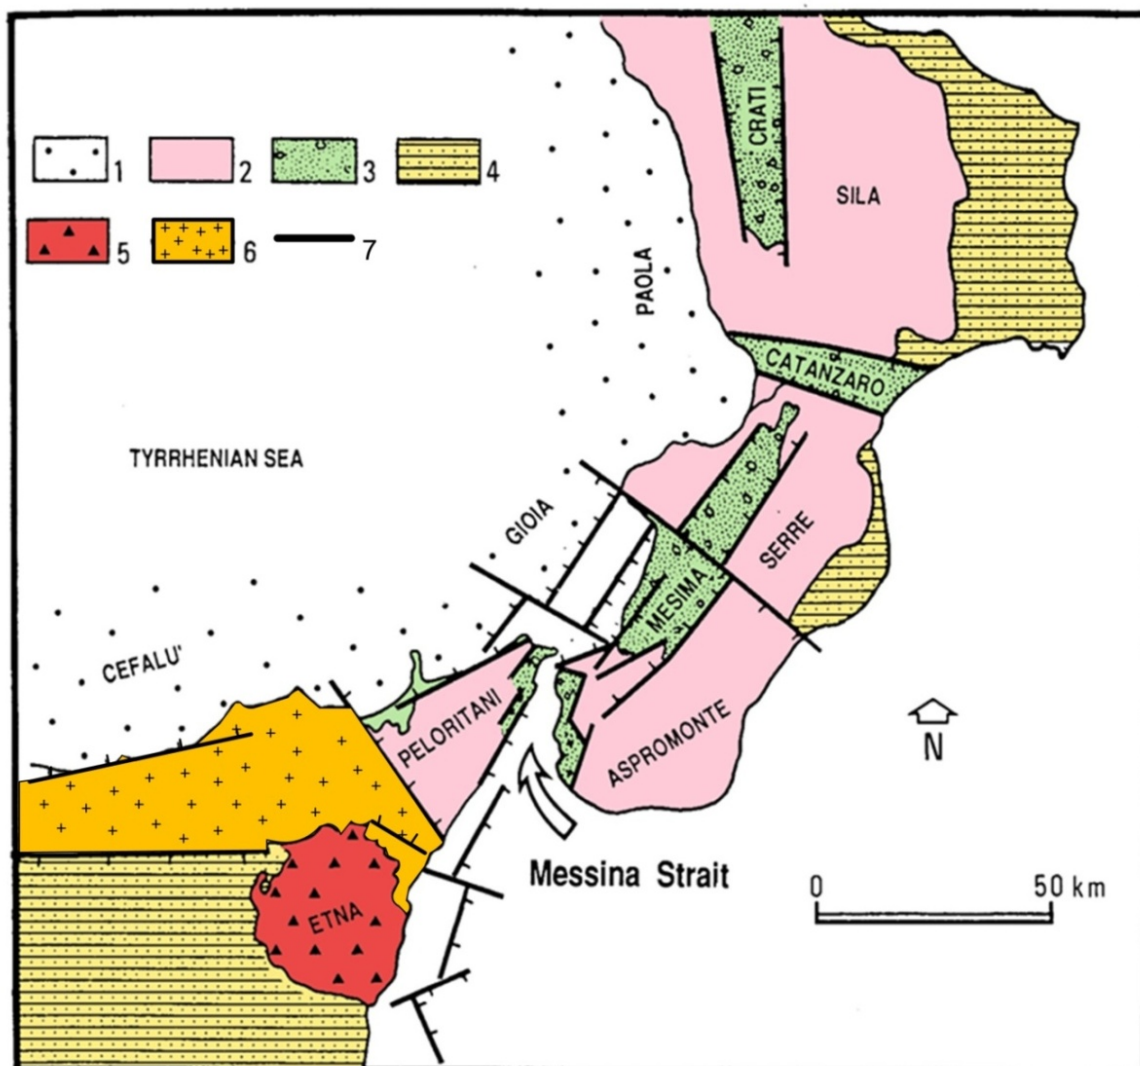 CRATI
1
2
3
4
SILA
5
6
7
PAOLA
CATANZARO
TYRRHENIAN SEA
GIOIA
SERRE
MESIMA
CEFALU'
PELORITANI
ASPROMONTE
N
Messina Strait
0 50 km
ETNA